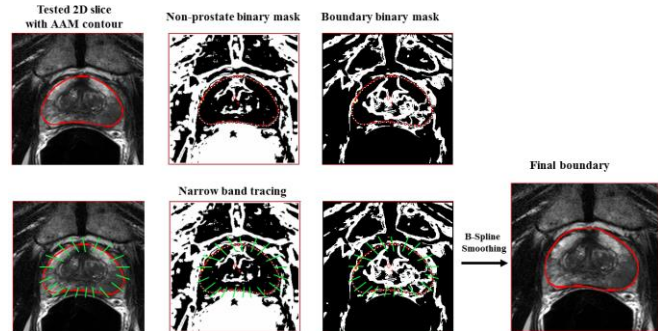 Tested 2D slice
with AAM contour
Non-prostate binary mask
Boundary binary mask
Final boundary
Narrow band tracing
B-Spline
Smoothing